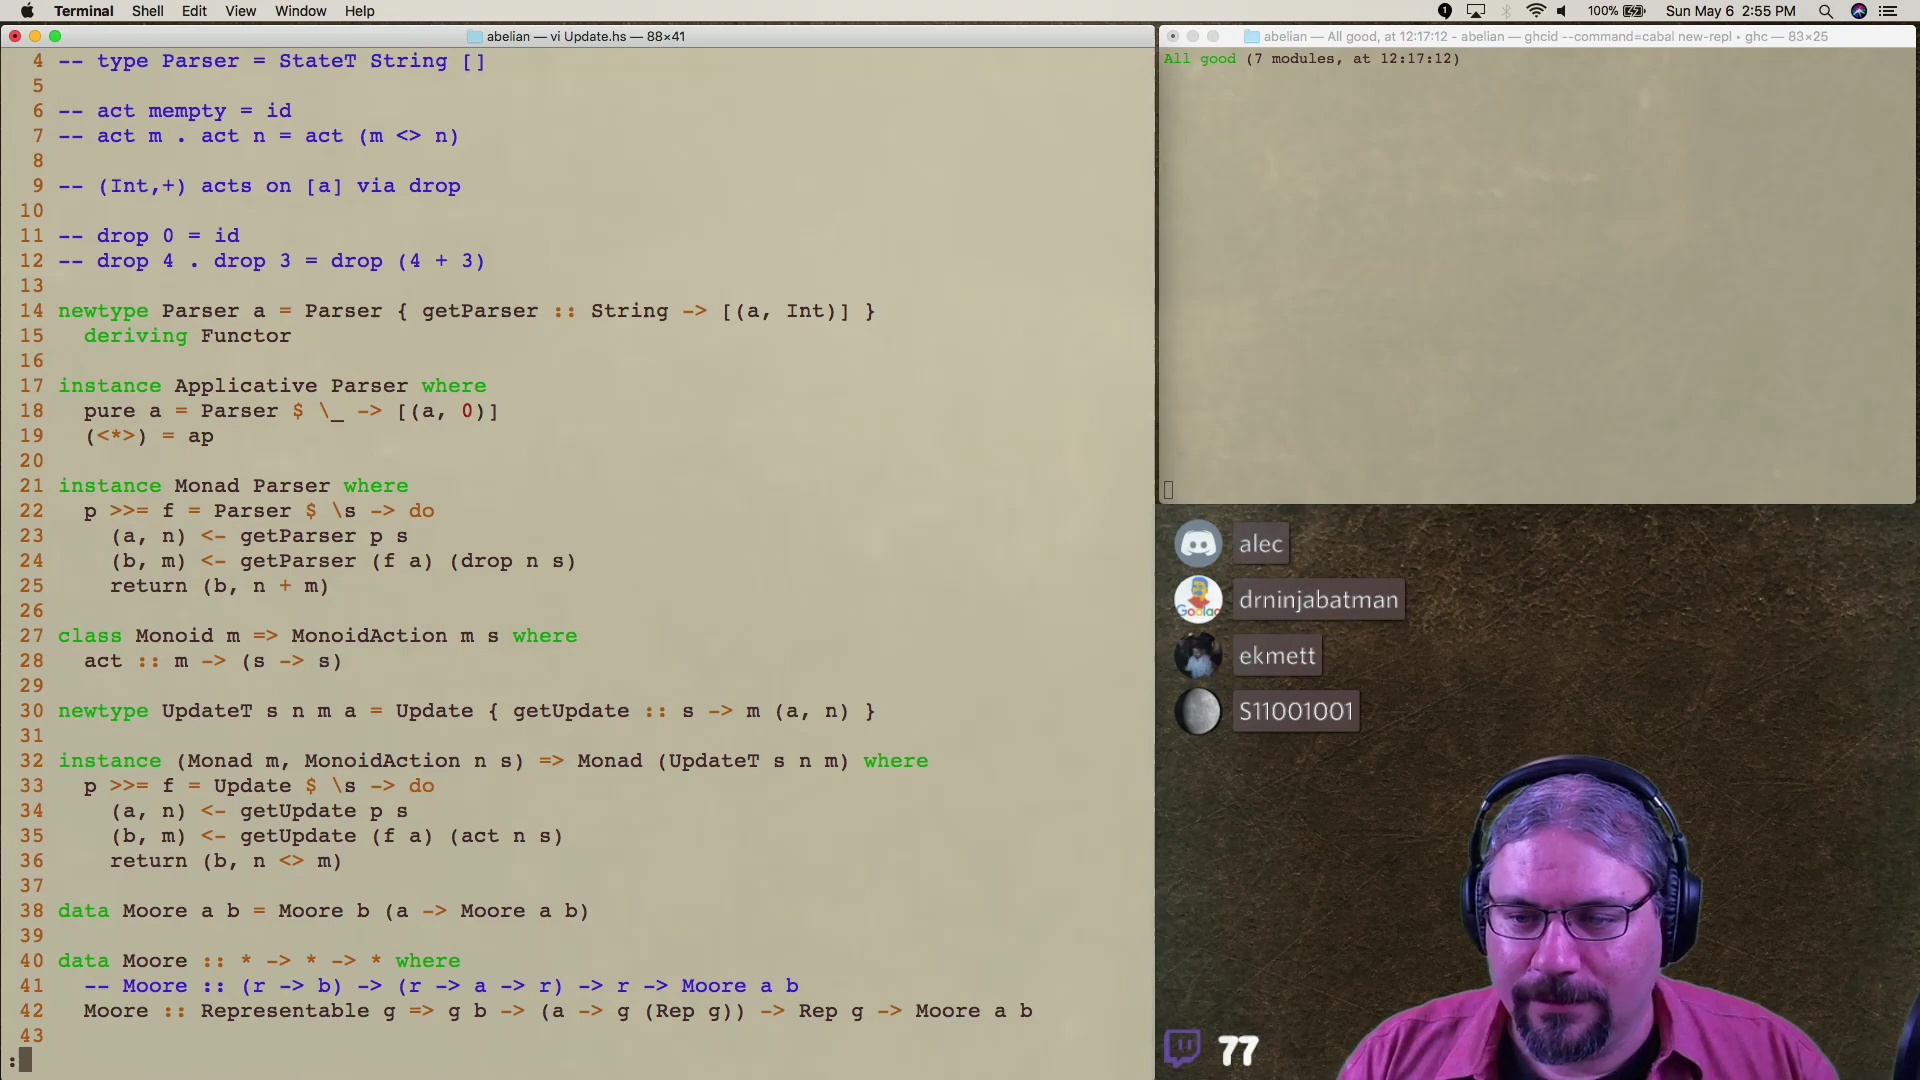 Terminal Shell Edit View Window Help
1 100% Sun May 6 2:55 PM
abelian — vi Update.hs — 88×41
4 -- type Parser = StateT String []
5
6 -- act mempty = id
7 -- act m . act n = act (m <> n)
8
9 -- (Int,+) acts on [a] via drop
10
11 -- drop 0 = id
12 -- drop 4 . drop 3 = drop (4 + 3)
13
14 newtype Parser a = Parser { getParser :: String -> [(a, Int)] }
15   deriving Functor
16
17 instance Applicative Parser where
18   pure a = Parser $ \_ -> [(a, 0)]
19   (<*>) = ap
20
21 instance Monad Parser where
22   p >>= f = Parser $ \s -> do
23     (a, n) <- getParser p s
24     (b, m) <- getParser (f a) (drop n s)
25     return (b, n + m)
26
27 class Monoid m => MonoidAction m s where
28   act :: m -> (s -> s)
29
30 newtype UpdateT s n m a = Update { getUpdate :: s -> m (a, n) }
31
32 instance (Monad m, MonoidAction n s) => Monad (UpdateT s n m) where
33   p >>= f = Update $ \s -> do
34     (a, n) <- getUpdate p s
35     (b, m) <- getUpdate (f a) (act n s)
36     return (b, n <> m)
37
38 data Moore a b = Moore b (a -> Moore a b)
39
40 data Moore :: * -> * -> * where
41   -- Moore :: (r -> b) -> (r -> a -> r) -> r -> Moore a b
42   Moore :: Representable g => g b -> (a -> g (Rep g)) -> Rep g -> Moore a b
43
:
abelian — All good, at 12:17:12 - abelian — ghcid --command=cabal new-repl • ghc — 83×25
All good (7 modules, at 12:17:12)
alec
drninjabatman
ekmett
S11001001
77